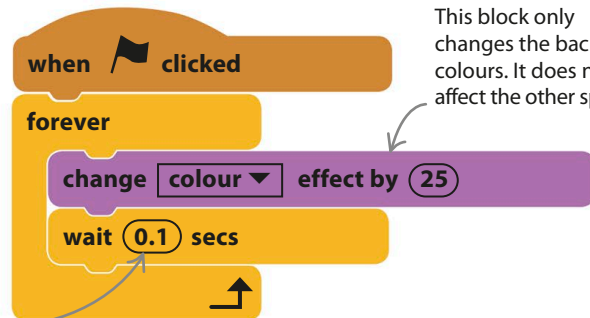 This block only
changes the
colours. It does
affect the other
when clicked
forever
change colour effect by 25
wait 0.1 secs